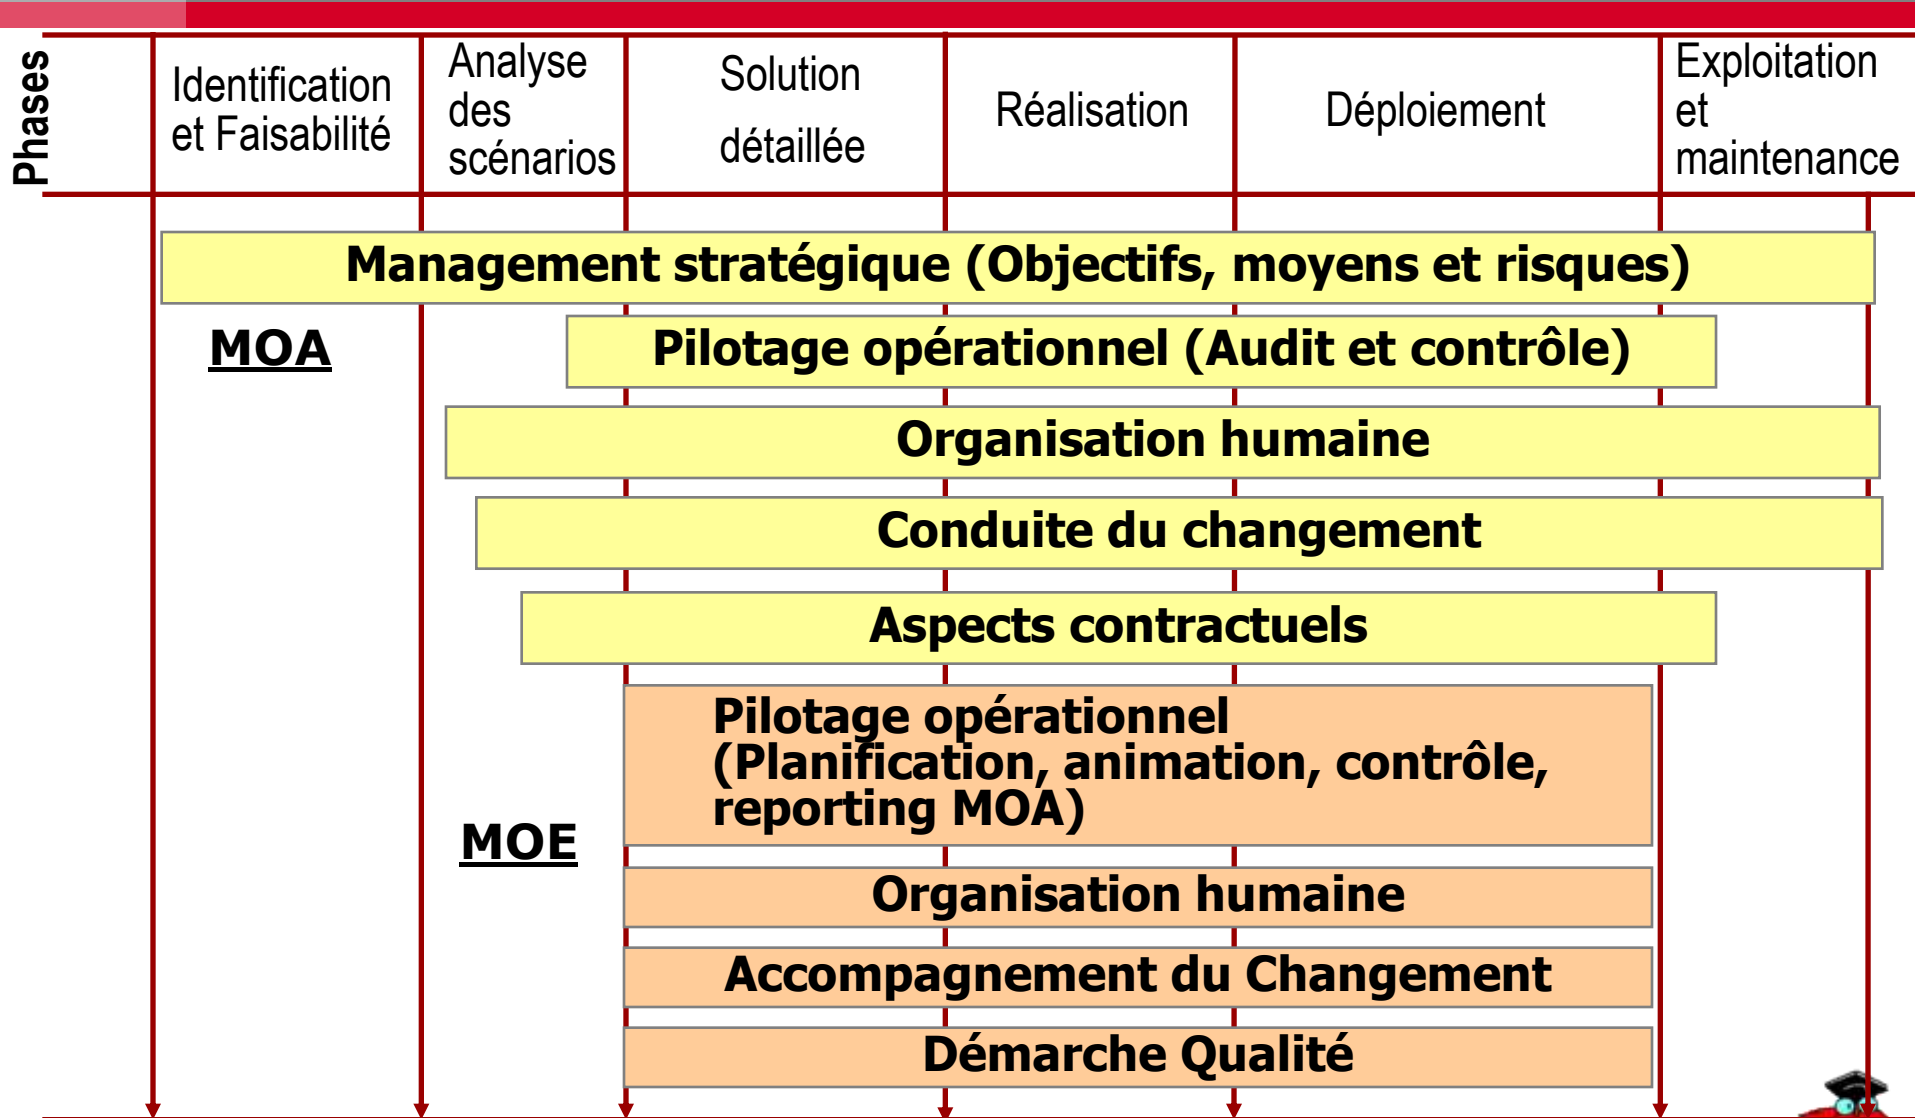 Phases
Identification
et Faisabilité
Analyse
des
scénarios
Solution
détaillée
Réalisation
Déploiement
Exploitation
et
maintenance
Management stratégique (Objectifs, moyens et risques)
MOA
Pilotage opérationnel (Audit et contrôle)
Organisation humaine
Conduite du changement
Aspects contractuels
Pilotage opérationnel
(Planification, animation, contrôle,
reporting MOA)
MOE
Organisation humaine
Accompagnement du Changement
Démarche Qualité